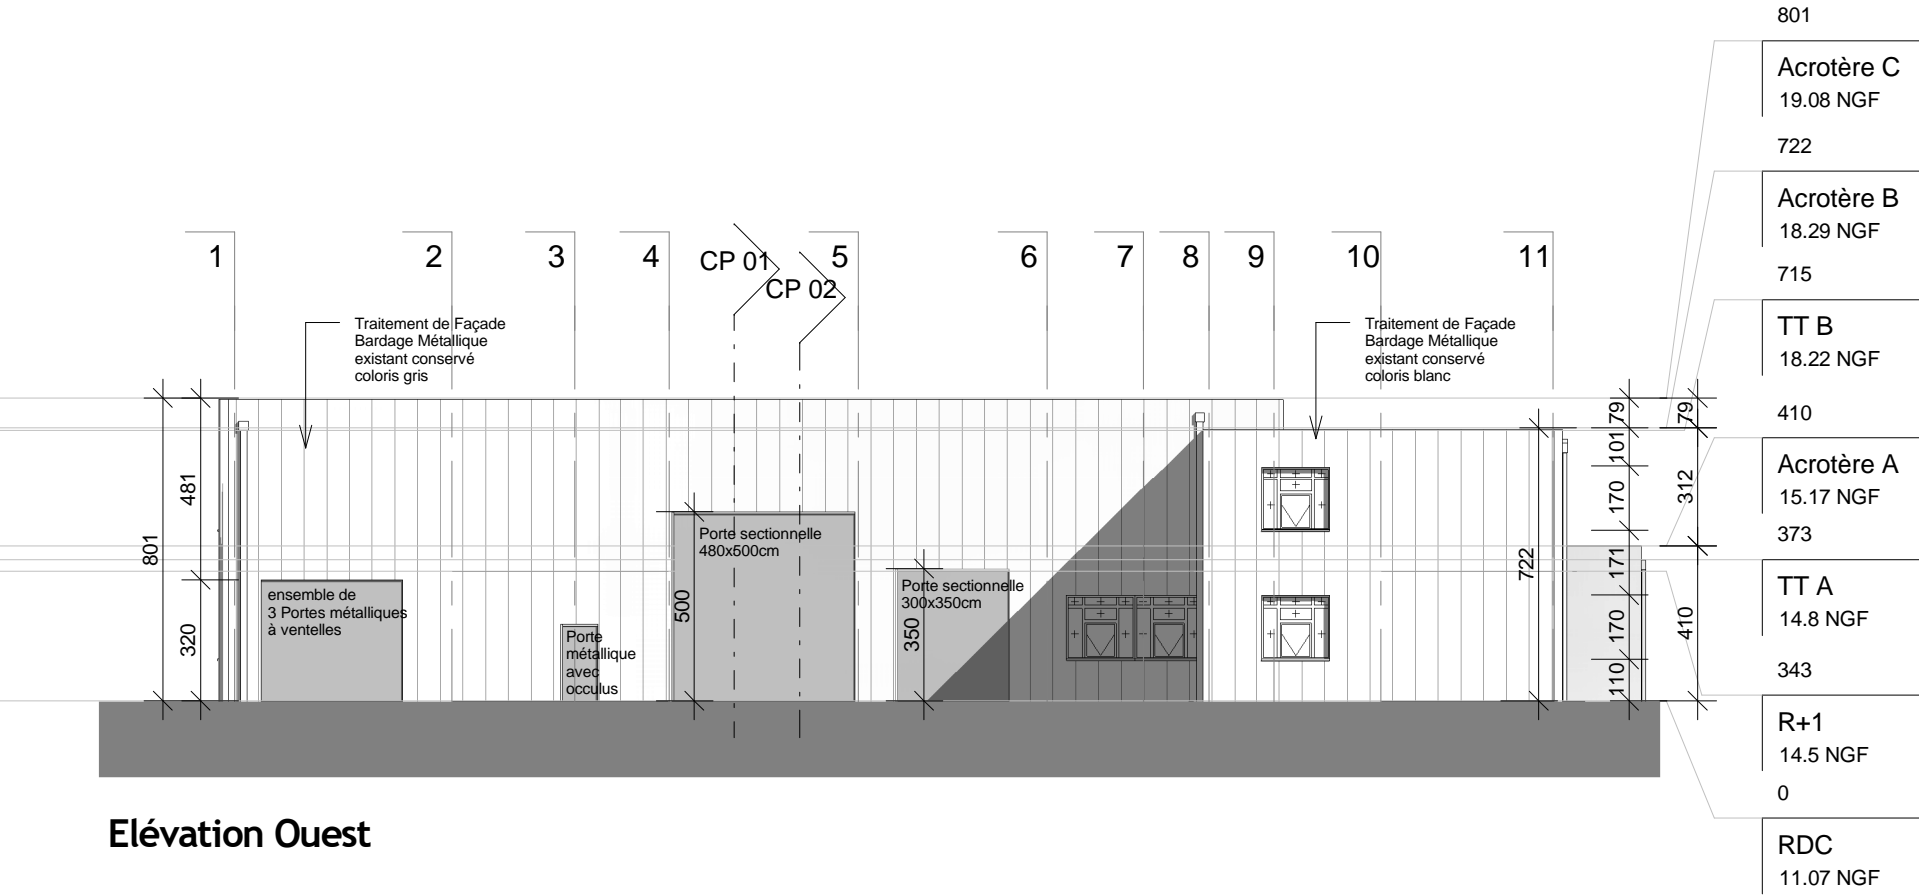 801
Acrotère C
19.08 NGF
722
Acrotère B
18.29 NGF
715
TT B
18.22 NGF
410
Acrotère A
15.17 NGF
373
TT A
14.8 NGF
343
R+1
14.5 NGF
0
RDC
11.07 NGF
1
2
3
4
CP 01
CP 02
5
6
7
8
9
10
11
Traitement de Façade
Bardage Métallique
existant conservé
coloris gris
Traitement de Façade
Bardage Métallique
existant conservé
coloris blanc
801
481
320
ensemble de
3 Portes métalliques
à ventelles
Porte
métallique
avec
occulus
500
Porte sectionnelle
480x500cm
350
Porte sectionnelle
300x350cm
722
79
101
170
171
170
110
79
312
410
Elévation Ouest